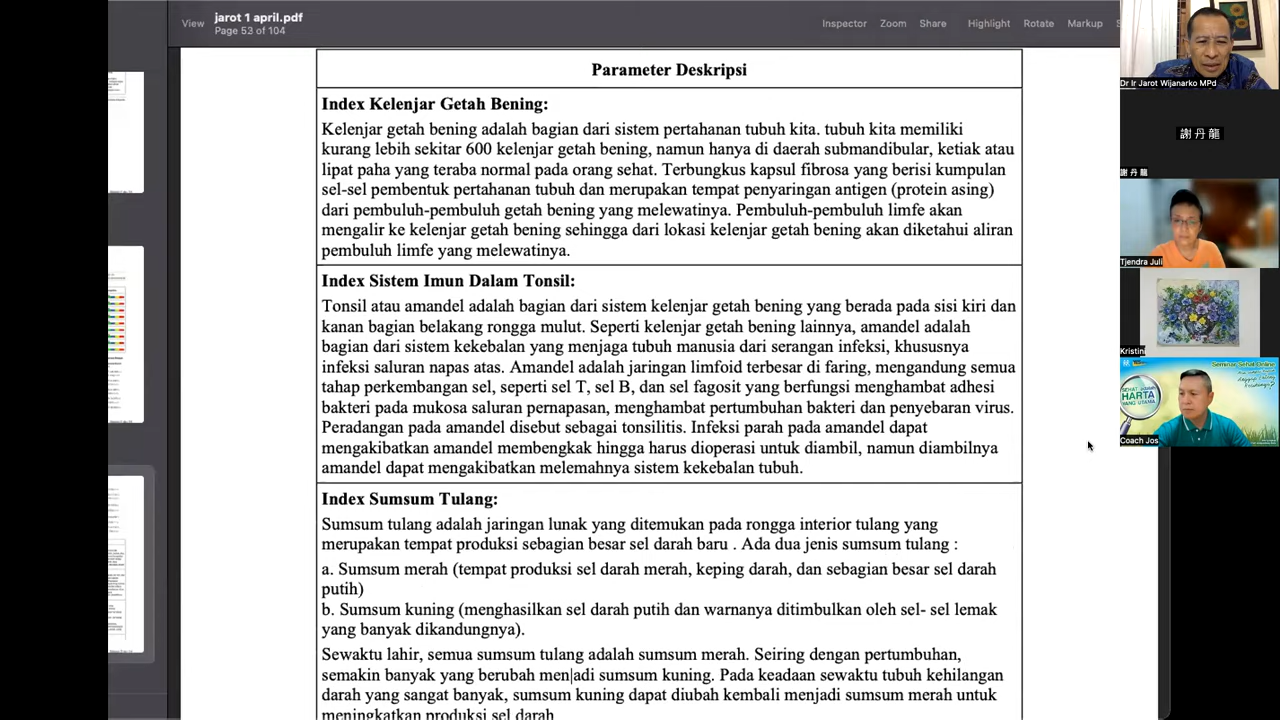 View
jarot 1 april.pdf
Page 53 of 104
Inspector Zoom Share Highlight Rotate Markup
Parameter Deskripsi
Index Kelenjar Getah Bening:
Kelenjar getah bening adalah bagian dari sistem pertahanan tubuh kita. tubuh kita memiliki
kurang lebih sekitar 600 kelenjar getah bening, namun hanya di daerah submandibular, ketiak atau
lipat paha yang teraba normal pada orang sehat. Terbungkus kapsul fibrosa yang berisi kumpulan
sel-sel pembentuk pertahanan tubuh dan merupakan tempat penyaringan antigen (protein asing)
dari pembuluh-pembuluh getah bening yang melewatinya. Pembuluh-pembuluh limfe akan
mengalir ke kelenjar getah bening sehingga dari lokasi kelenjar getah bening akan diketahui aliran
pembuluh limfe yang melewatinya.
Index Sistem Imun Dalam Tonsil:
Tonsil atau amandel adalah bagian dari sistem kelenjar getah bening yang berada pada sisi kiri dan
kanan bagian belakang rongga mulut. Seperti kelenjar getah bening lainnya, amandel adalah
bagian dari sistem kekebalan yang menjaga tubuh manusia dari serangan infeksi, khususnya
infeksi saluran napas atas. Amandel adalah jaringan kelenjar getah bening, mengandung semua
tahap perkembangan sel, seperti sel T, sel B, dan sel fagosit yang berfungsi menghambat adhesi
bakteri pada mukosa saluran pernapasan, menghambat pertumbuhan bakteri dan penyebaran virus.
Peradangan pada amandel disebut sebagai tonsilitis. Infeksi parah pada amandel dapat
mengakibatkan amandel membengkak hingga harus dioperasi untuk diambil, namun diambilnya
amandel dapat mengakibatkan melemahnya sistem kekebalan tubuh.
Index Sumsum Tulang:
Sumsum tulang adalah jaringan lunak yang ditemukan pada rongga interior tulang yang
merupakan tempat produksi sebagian besar sel darah baru. Ada dua jenis sumsum tulang :
a. Sumsum merah (tempat produksi sel darah merah, keping darah, dan sebagian besar sel darah
putih)
b. Sumsum kuning (menghasilkan sel darah putih dan warnanya ditimbulkan oleh sel- sel lemak
yang banyak dikandungnya).
Sewaktu lahir, semua sumsum tulang adalah sumsum merah. Seiring dengan pertumbuhan,
semakin banyak yang berubah menjadi sumsum kuning. Pada keadaan sewaktu tubuh kehilangan
darah yang sangat banyak, sumsum kuning dapat diubah kembali menjadi sumsum merah untuk
meningkatkan produksi sel darah
Dr Ir Jarot Wijanarko MPd
謝 丹 龍
謝 丹 龍
Tjendra Juli
Kristini
Seminar Sehat Online
SEHAT adalah
HARTA
YANG UTAMA
Coach Jos